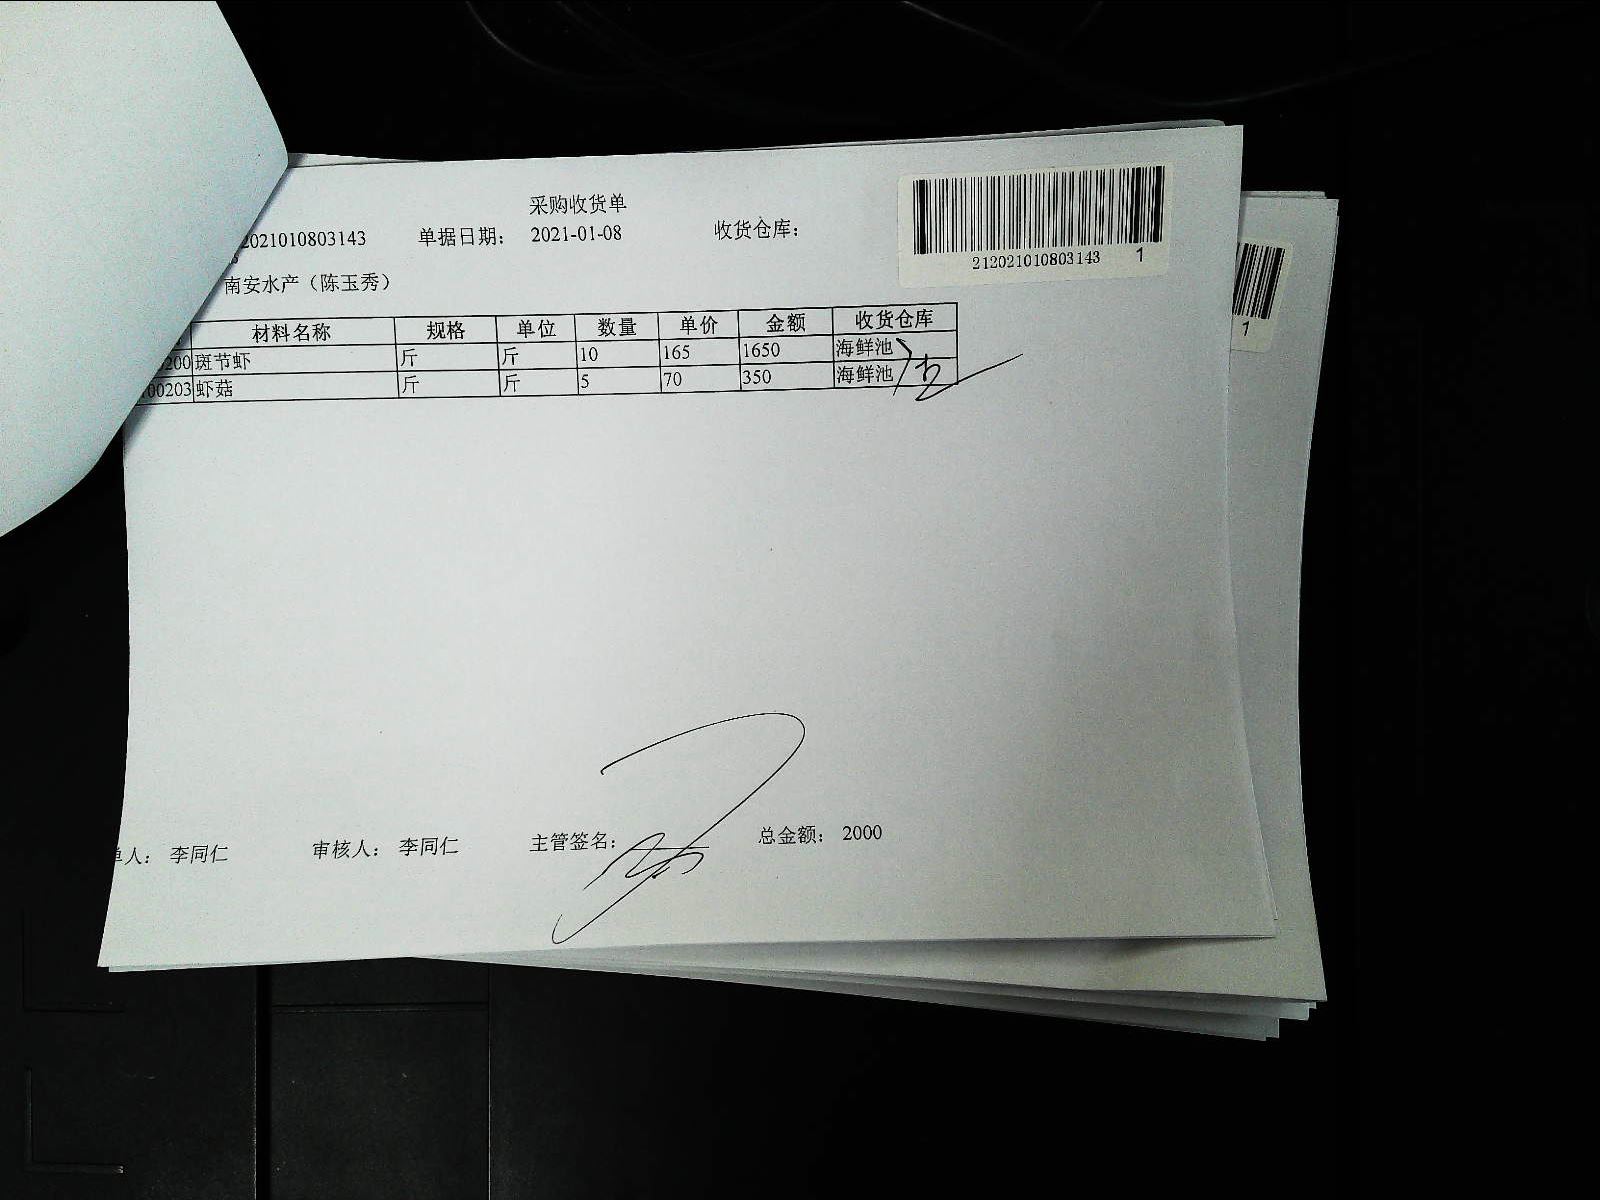 采购收货单
2021010803143 单据日期： 2021-01-08 收货仓库：
212021010803143 1
南安水产（陈玉秀）
材料名称 规格 单位 数量 单价 金额 收货仓库
200 斑节虾 斤 斤 10 165 1650 海鲜池
00203 虾菇 斤 斤 5 70 350 海鲜池
人： 李同仁 审核人： 李同仁 主管签名： 总金额： 2000
1